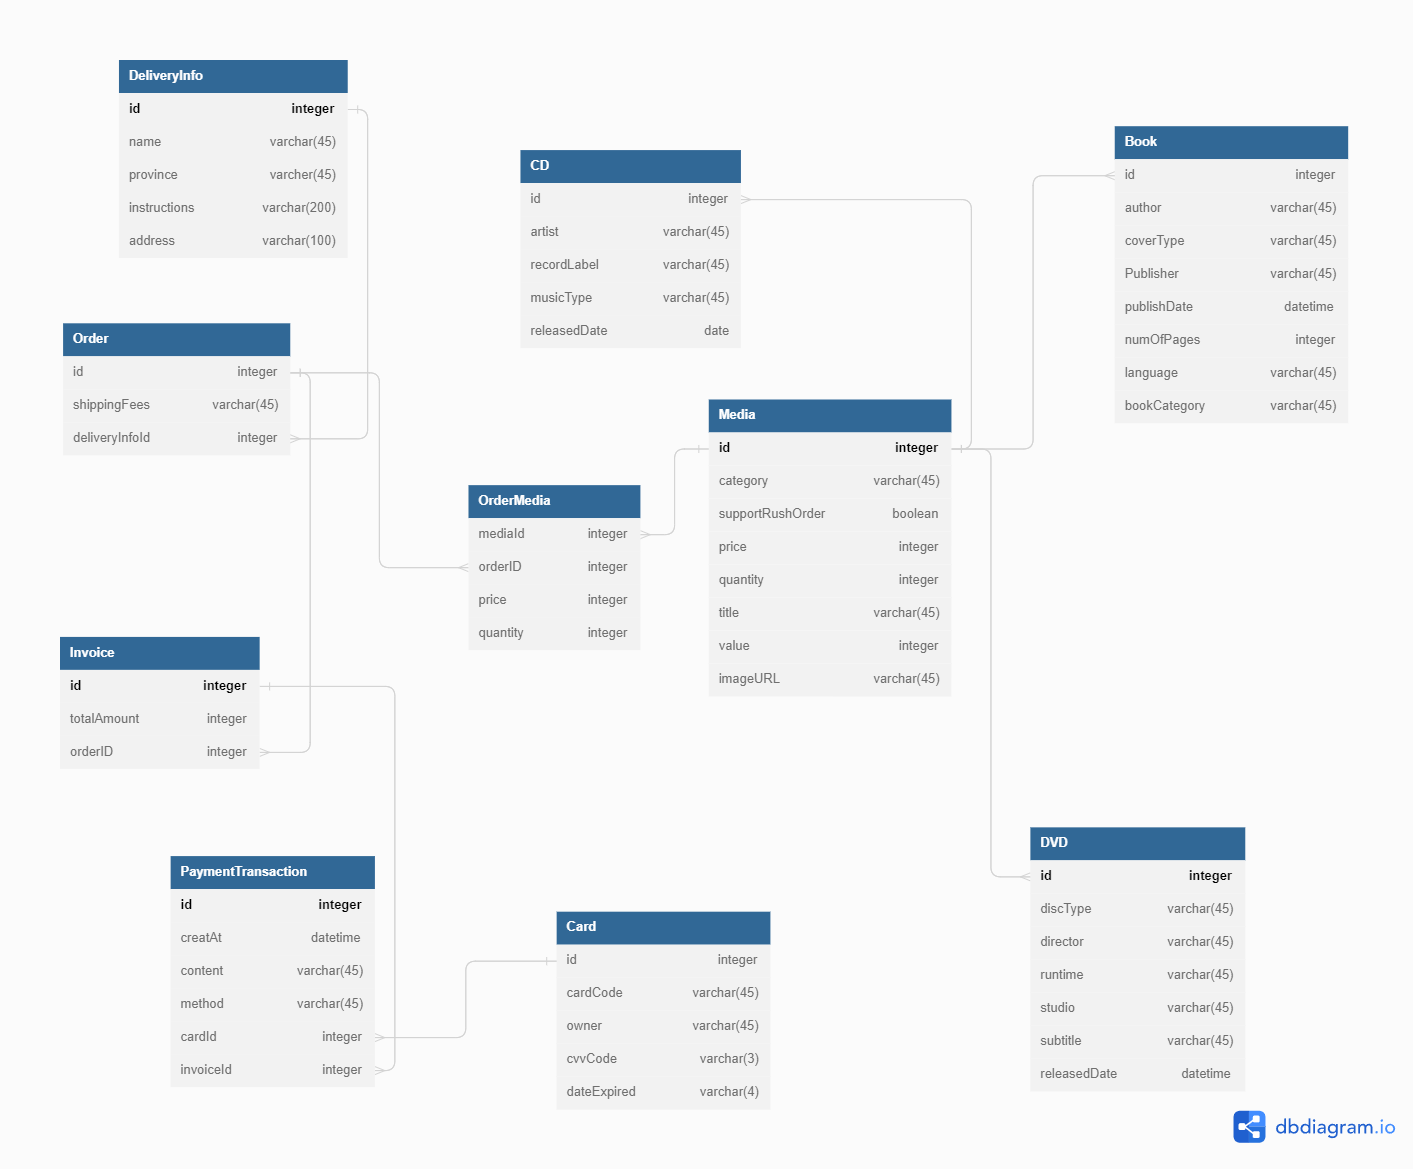 DeliveryInfo
id integer
name varchar(45)
province varcher(45)
instructions varchar(200)
address varchar(100)
CD
id integer
artist varchar(45)
recordLabel varchar(45)
musicType varchar(45)
releasedDate date
Book
id integer
author varchar(45)
coverType varchar(45)
Publisher varchar(45)
publishDate datetime
numOfPages integer
language varchar(45)
bookCategory varchar(45)
Order
id integer
shippingFees varchar(45)
deliveryInfoId integer
Media
id integer
category varchar(45)
supportRushOrder boolean
price integer
quantity integer
title varchar(45)
value integer
imageURL varchar(45)
OrderMedia
mediaId integer
orderID integer
price integer
quantity integer
Invoice
id integer
totalAmount integer
orderID integer
PaymentTransaction
id integer
creatAt datetime
content varchar(45)
method varchar(45)
cardId integer
invoiceId integer
Card
id integer
cardCode varchar(45)
owner varchar(45)
cvvCode varchar(3)
dateExpired varchar(4)
DVD
id integer
discType varchar(45)
director varchar(45)
runtime varchar(45)
studio varchar(45)
subtitle varchar(45)
releasedDate datetime
dbdiagram.io